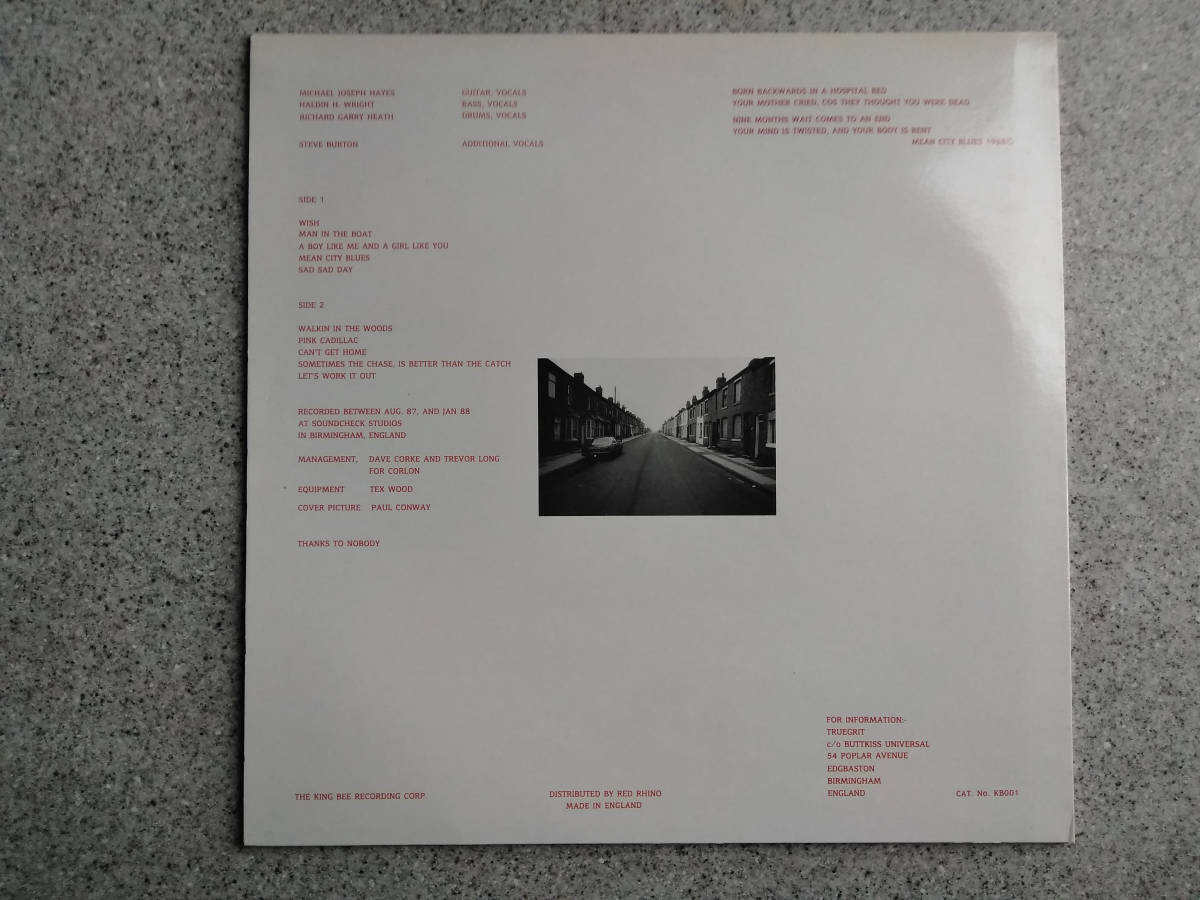 MICHAEL JOSEPH HAYES GUITAR, VOCALS
HALDIN H. WRIGHT BASS, VOCALS
RICHARD GARRY HEATH DRUMS, VOCALS
STEVE BURTON ADDITIONAL VOCALS
BORN BACKWARDS IN A HOSPITAL BED
YOUR MOTHER CRIED, COS THEY THOUGHT YOU WERE DEAD
NINE MONTHS WAIT COMES TO AN END
YOUR MIND IS TWISTED, AND YOUR BODY IS BENT
MEAN CITY BLUES 1988©
SIDE 1
WISH
MAN IN THE BOAT
A BOY LIKE ME AND A GIRL LIKE YOU
MEAN CITY BLUES
SAD SAD DAY
SIDE 2
WALKIN IN THE WOODS
PINK CADILLAC
CAN'T GET HOME
SOMETIMES THE CHASE, IS BETTER THAN THE CATCH
LET'S WORK IT OUT
RECORDED BETWEEN AUG. 87, AND JAN 88
AT SOUNDCHECK STUDIOS
IN BIRMINGHAM, ENGLAND
MANAGEMENT, DAVE CORKE AND TREVOR LONG
FOR CORLON
EQUIPMENT TEX WOOD
COVER PICTURE PAUL CONWAY
THANKS TO NOBODY
FOR INFORMATION:-
TRUEGRIT
c/o BUTTKISS UNIVERSAL
54 POPLAR AVENUE
EDGBASTON
BIRMINGHAM
ENGLAND
THE KING BEE RECORDING CORP.
DISTRIBUTED BY RED RHINO
MADE IN ENGLAND
CAT. No. KB001